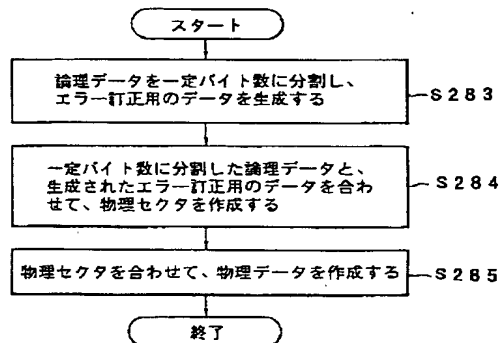 スタート
論理データを一定バイト数に分割し、
エラー訂正用のデータを生成する
S283
一定バイト数に分割した論理データと、
生成されたエラー訂正用のデータを合わ
せて、物理セクタを作成する
S284
物理セクタを合わせて、物理データを作成する
S285
終了